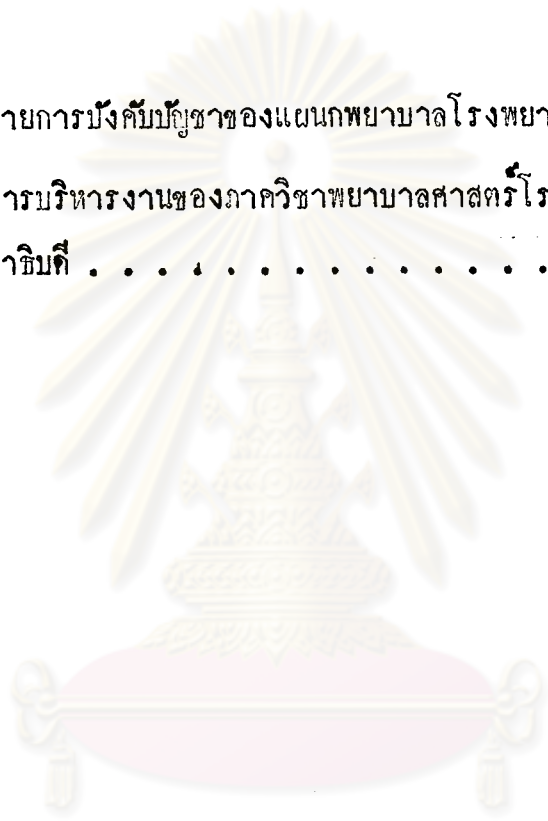 ายการบังคับบัญชาของแผนกพยาบาลโรงพยา
ารบริหารงานของภาควิชาพยาบาลศาสตร์โร
าธิบดี . . . . . . . . . . . . . .